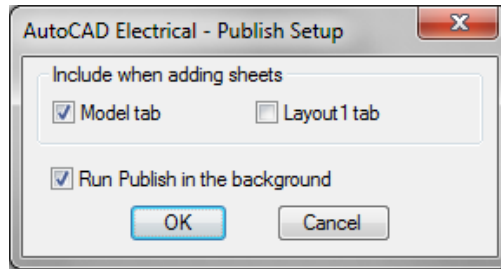 AutoCAD Electrical - Publish Setup
Include when adding sheets
Model tab
Layout1 tab
Run Publish in the background
OK
Cancel